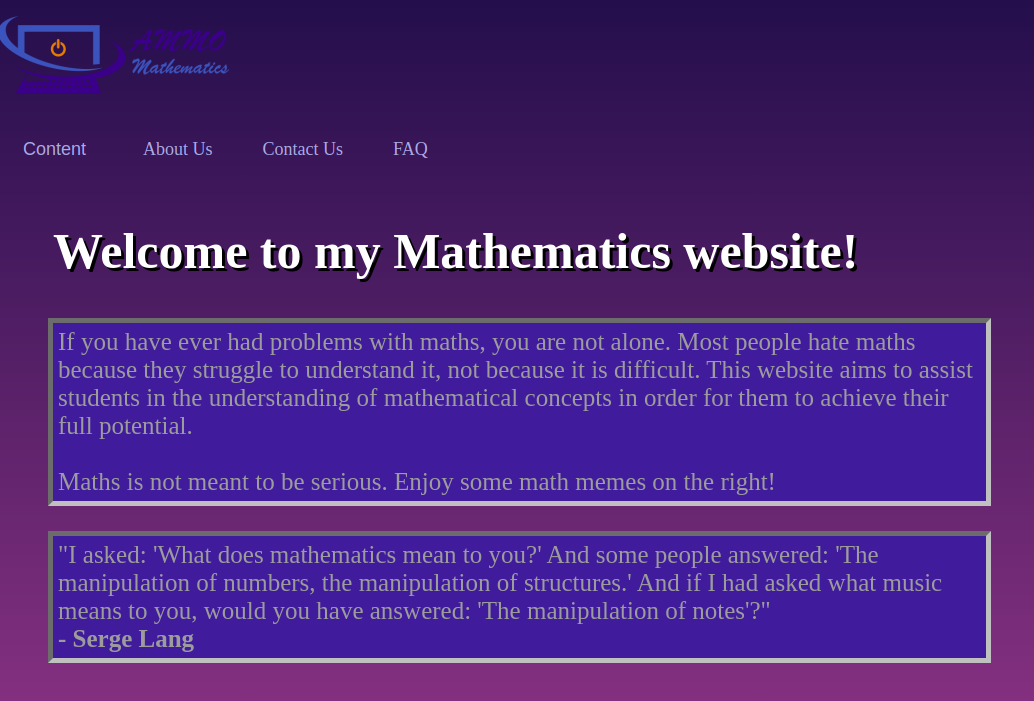 AMMO
Mathematics
Content About Us Contact Us FAQ
Welcome to my Mathematics website!
If you have ever had problems with maths, you are not alone. Most people hate maths
because they struggle to understand it, not because it is difficult. This website aims to assist
students in the understanding of mathematical concepts in order for them to achieve their
full potential.
Maths is not meant to be serious. Enjoy some math memes on the right!
"I asked: 'What does mathematics mean to you?' And some people answered: 'The
manipulation of numbers, the manipulation of structures.' And if I had asked what music
means to you, would you have answered: 'The manipulation of notes'?"
- Serge Lang